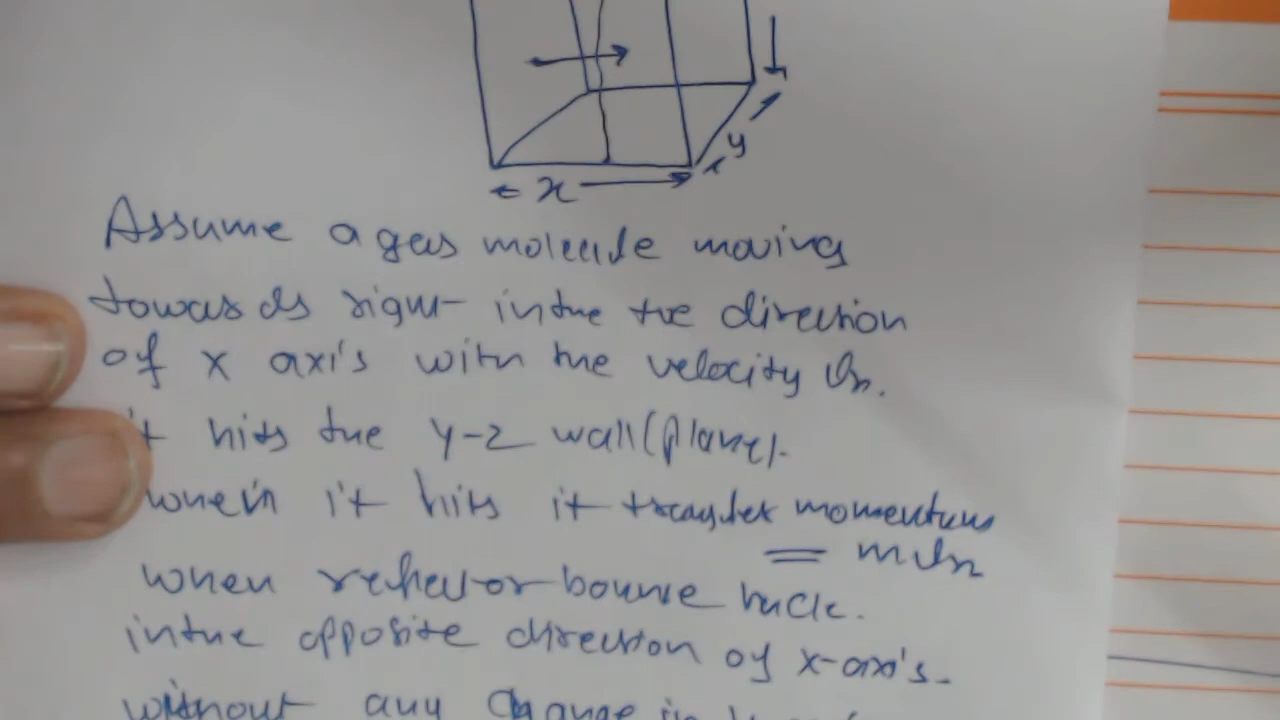 y
x
Assume a gas molecule moving
towards right in the +ve direction
of x axis with the velocity vx.
it hits the y-z wall (plane).
when it hits it transfer momentum
= mvx
when reflect or bounce back.
in the opposite direction of x-axis.
without any change in